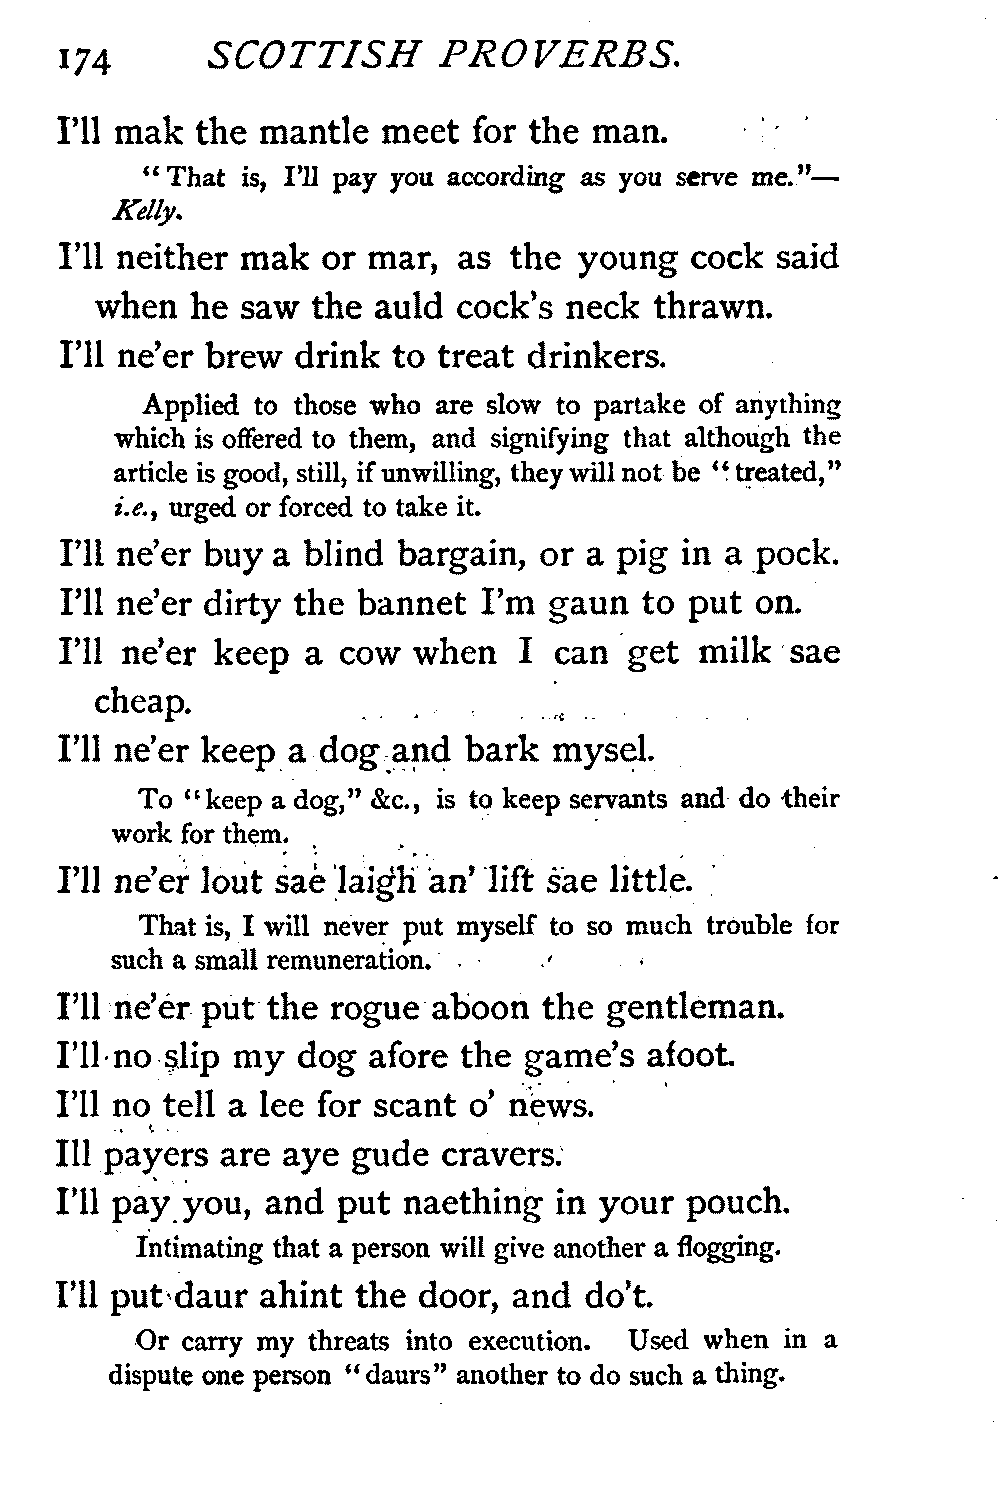 174 SCOTTISH PROVERBS.
I'll mak the mantle meet for the man.
"That is, I'll pay you according as you serve me."—
Kelly.
I'll neither mak or mar, as the young cock said
when he saw the auld cock's neck thrawn.
I'll ne'er brew drink to treat drinkers.
Applied to those who are slow to partake of anything
which is offered to them, and signifying that although the
article is good, still, if unwilling, they will not be "treated,"
i.e., urged or forced to take it.
I'll ne'er buy a blind bargain, or a pig in a pock.
I'll ne'er dirty the bannet I'm gaun to put on.
I'll ne'er keep a cow when I can get milk sae
cheap.
I'll ne'er keep a dog and bark mysel.
To "keep a dog," &c., is to keep servants and do their
work for them.
I'll ne'er lout sae laigh an' lift sae little.
That is, I will never put myself to so much trouble for
such a small remuneration.
I'll ne'er put the rogue aboon the gentleman.
I'll no slip my dog afore the game's afoot.
I'll no tell a lee for scant o' news.
Ill payers are aye gude cravers.
I'll pay you, and put naething in your pouch.
Intimating that a person will give another a flogging.
I'll put daur ahint the door, and do't.
Or carry my threats into execution. Used when in a
dispute one person "daurs" another to do such a thing.